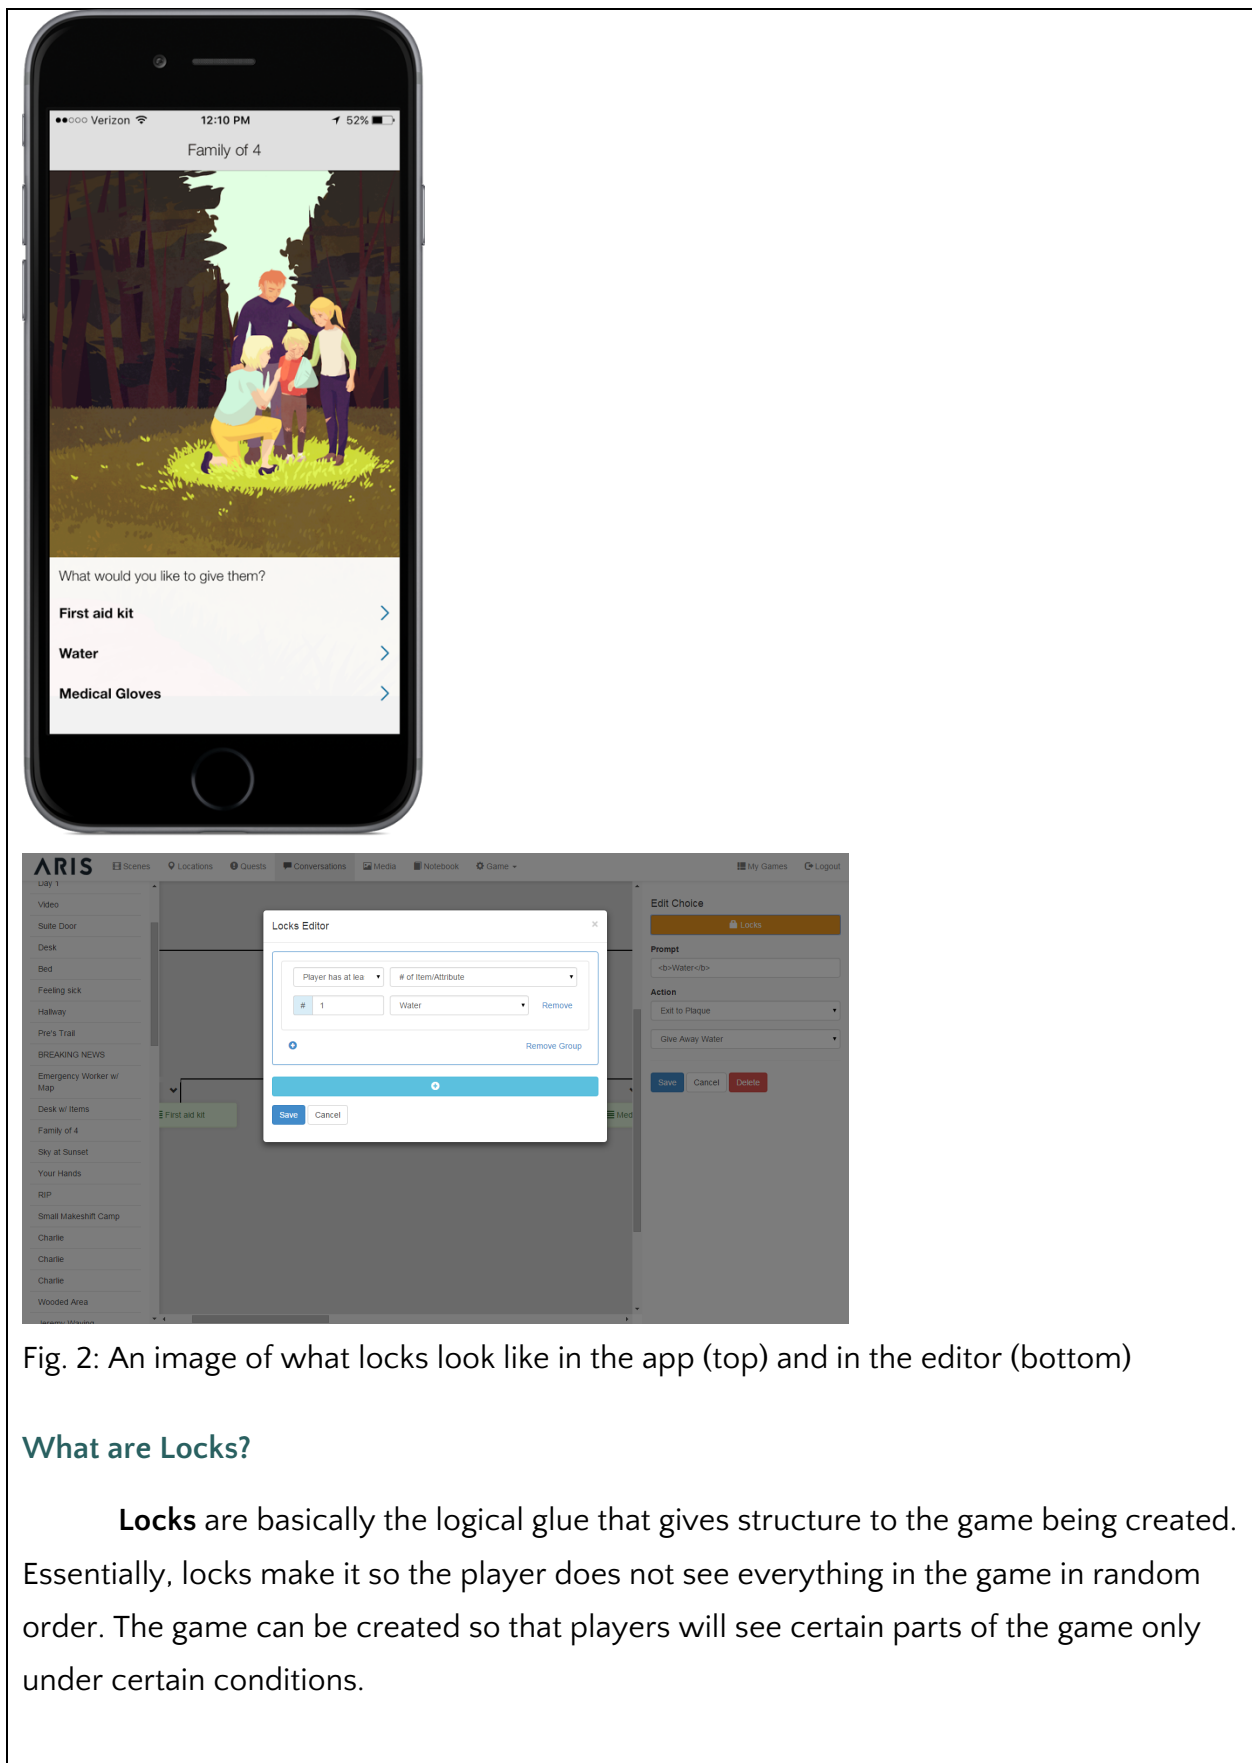 Verizon 12:10 PM 52%
Family of 4
What would you like to give them?
First aid kit
Water
Medical Gloves
ARIS Scenes Locations Quests Conversations Media Notebook Game My Games Logout
Day 1
Video
Suite Door
Desk
Bed
Feeling sick
Hallway
Pre's Trail
BREAKING NEWS
Emergency Worker w/
Map
Desk w/ Items
Family of 4
Sky at Sunset
Your Hands
RIP
Small Makeshift Camp
Charlie
Charlie
Charlie
Wooded Area
Jeremy Waving
First aid kit
Med
Locks Editor ×
Player has at lea # of Item/Attribute
# 1 Water Remove
Remove Group
Save Cancel
Edit Choice
Locks
Prompt
<b>Water</b>
Action
Exit to Plaque
Give Away Water
Save Cancel Delete
Fig. 2: An image of what locks look like in the app (top) and in the editor (bottom)
What are Locks?
Locks are basically the logical glue that gives structure to the game being created.
Essentially, locks make it so the player does not see everything in the game in random
order. The game can be created so that players will see certain parts of the game only
under certain conditions.